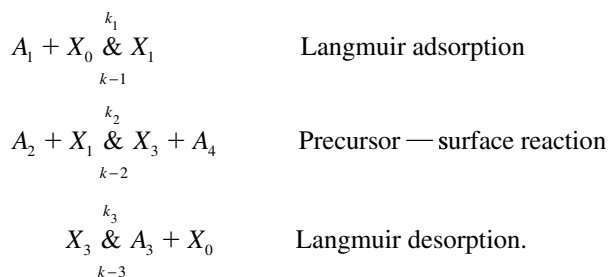 k₁
A₁ + X₀ & X₁ Langmuir adsorption
k−1
k₂
A₂ + X₁ & X₃ + A₄ Precursor — surface reaction
k−2
k₃
X₃ & A₃ + X₀ Langmuir desorption.
k−3